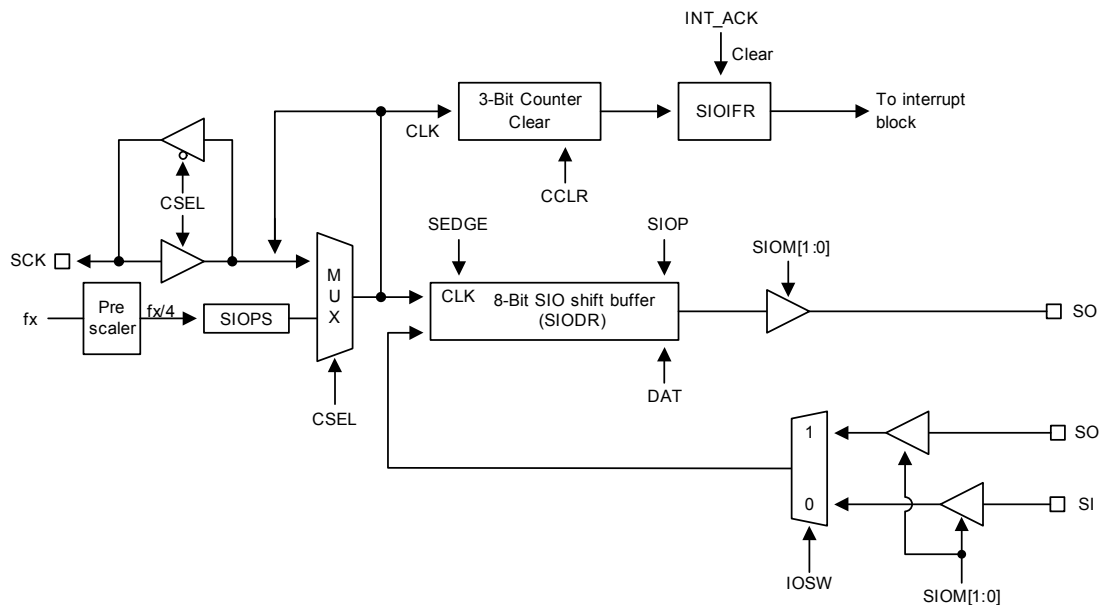 INT_ACK
Clear
3-Bit Counter
Clear
SIOIFR
To interrupt
block
CLK
CCLR
CSEL
SEDGE
SIOP
SIOM[1:0]
SCK
M
U
X
CLK
8-Bit SIO shift buffer
(SIODR)
SO
fx
Pre
scaler
fx/4
SIOPS
CSEL
DAT
1
SO
0
SI
IOSW
SIOM[1:0]